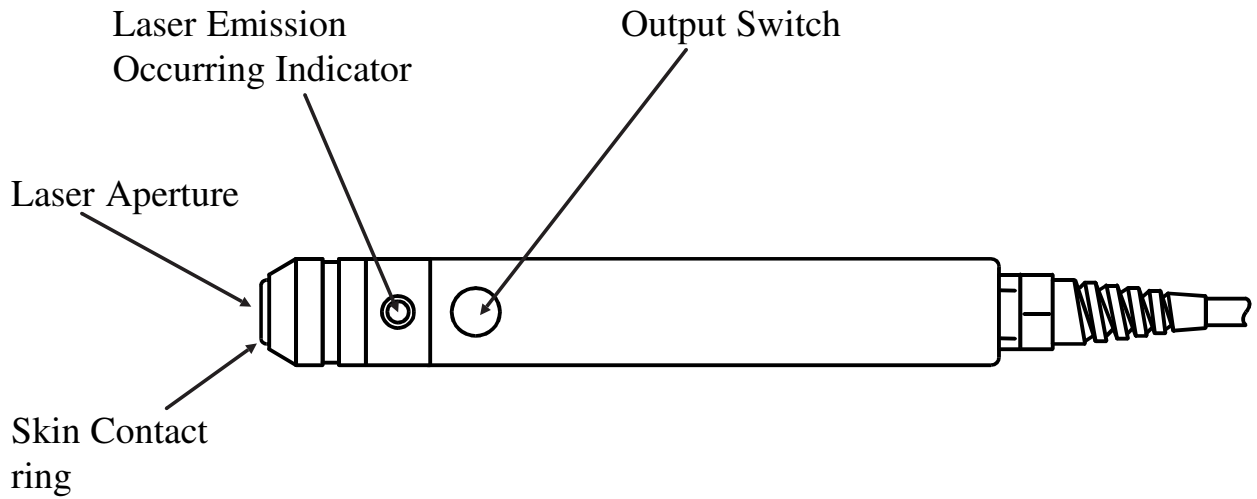 Laser Emission
Occurring Indicator
Output Switch
Laser Aperture
Skin Contact
ring